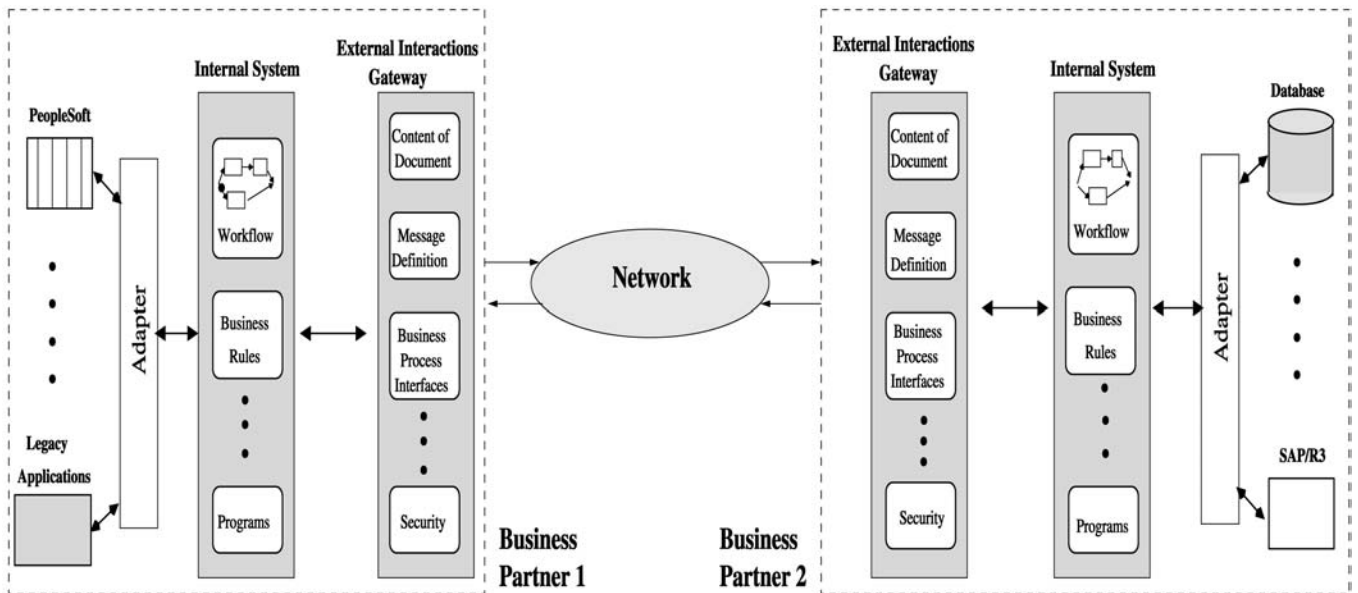 External Interactions
Gateway
Internal System
PeopleSoft
Adapter
Legacy
Applications
Workflow
Business
Rules
Programs
Content of
Document
Message
Definition
Business
Process
Interfaces
Security
Business
Partner 1
Network
Business
Partner 2
External Interactions
Gateway
Content of
Document
Message
Definition
Business
Process
Interfaces
Security
Internal System
Workflow
Business
Rules
Programs
Adapter
Database
SAP/R3